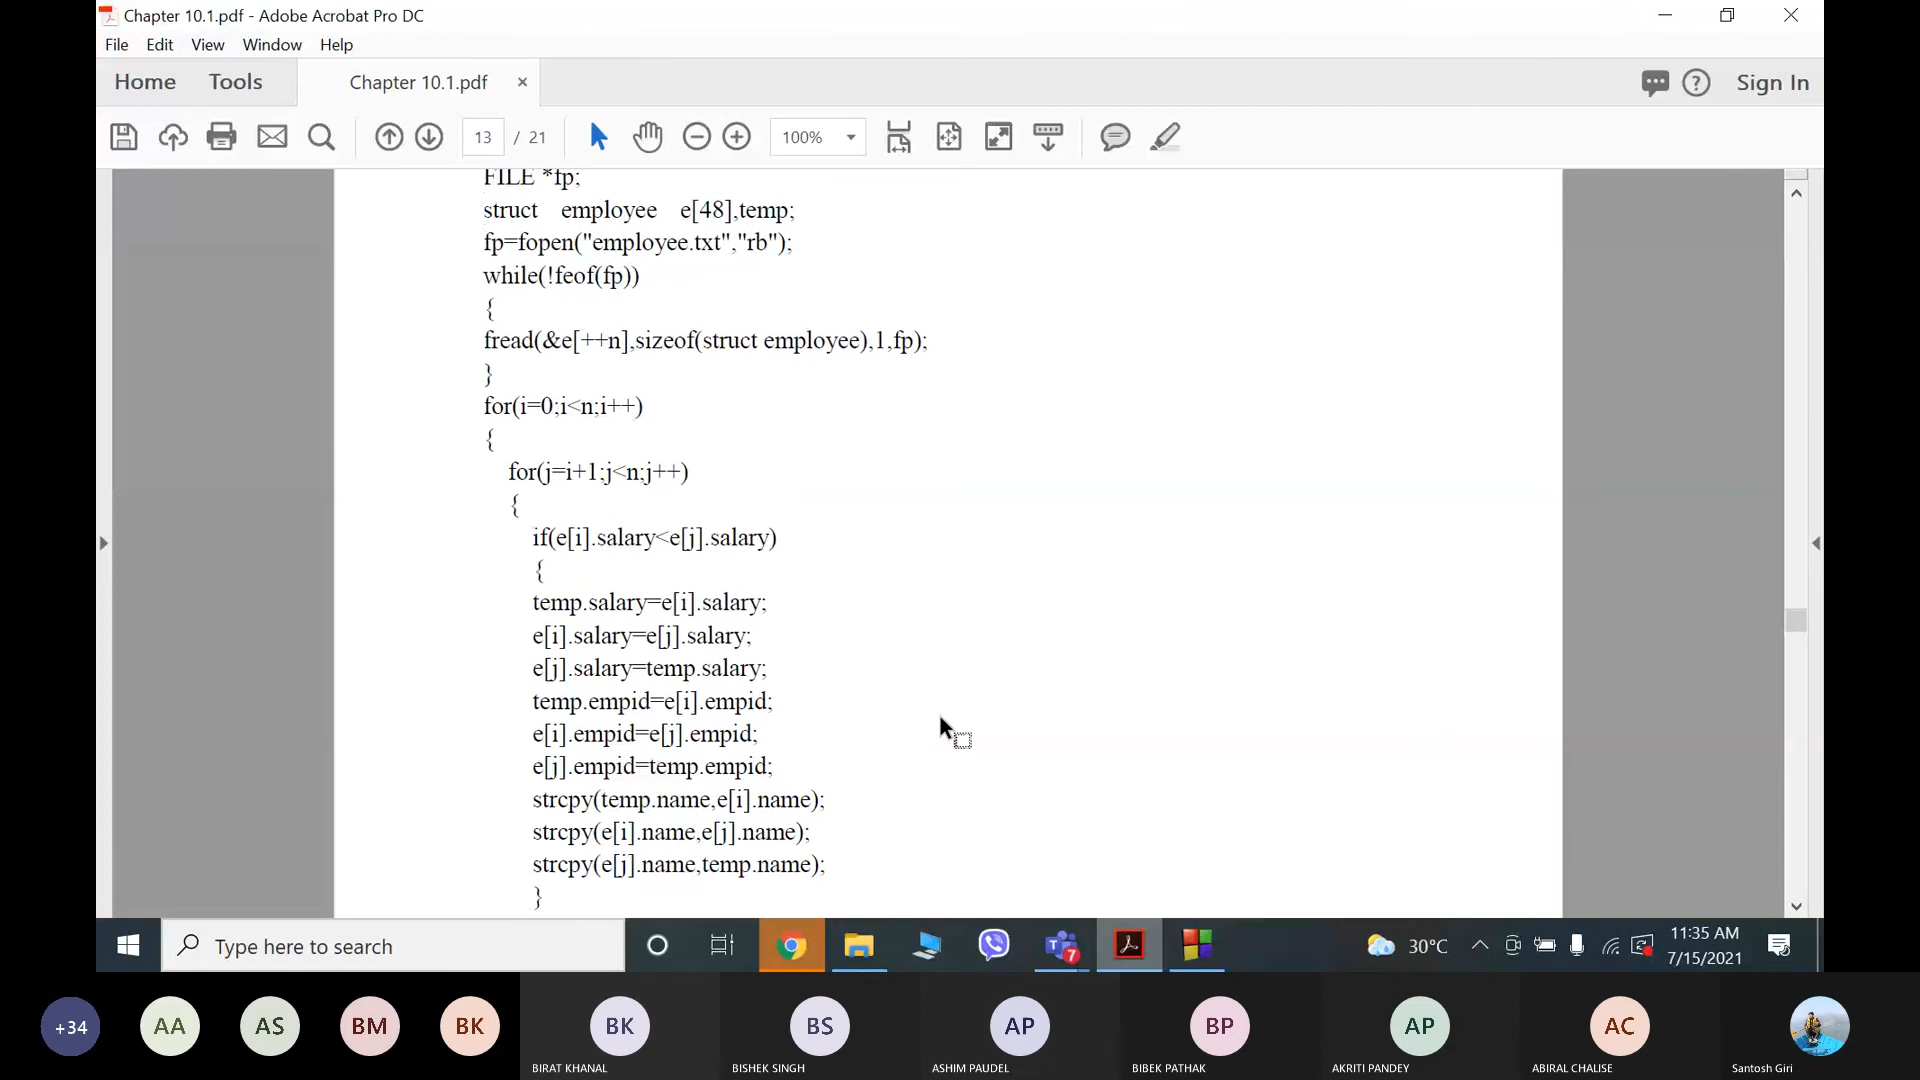 Chapter 10.1.pdf - Adobe Acrobat Pro DC
File Edit View Window Help
Home Tools Chapter 10.1.pdf × Sign In
13 / 21 100%
FILE *fp;
struct employee e[48],temp;
fp=fopen("employee.txt","rb");
while(!feof(fp))
{
fread(&e[++n],sizeof(struct employee),1,fp);
}
for(i=0;i<n;i++)
{
for(j=i+1;j<n;j++)
{
if(e[i].salary<e[j].salary)
{
temp.salary=e[i].salary;
e[i].salary=e[j].salary;
e[j].salary=temp.salary;
temp.empid=e[i].empid;
e[i].empid=e[j].empid;
e[j].empid=temp.empid;
strcpy(temp.name,e[i].name);
strcpy(e[i].name,e[j].name);
strcpy(e[j].name,temp.name);
}
Type here to search 7 30°C 11:35 AM
7/15/2021
+34 AA AS BM BK BK BS AP BP AP AC
BIRAT KHANAL BISHEK SINGH ASHIM PAUDEL BIBEK PATHAK AKRITI PANDEY ABIRAL CHALISE Santosh Giri